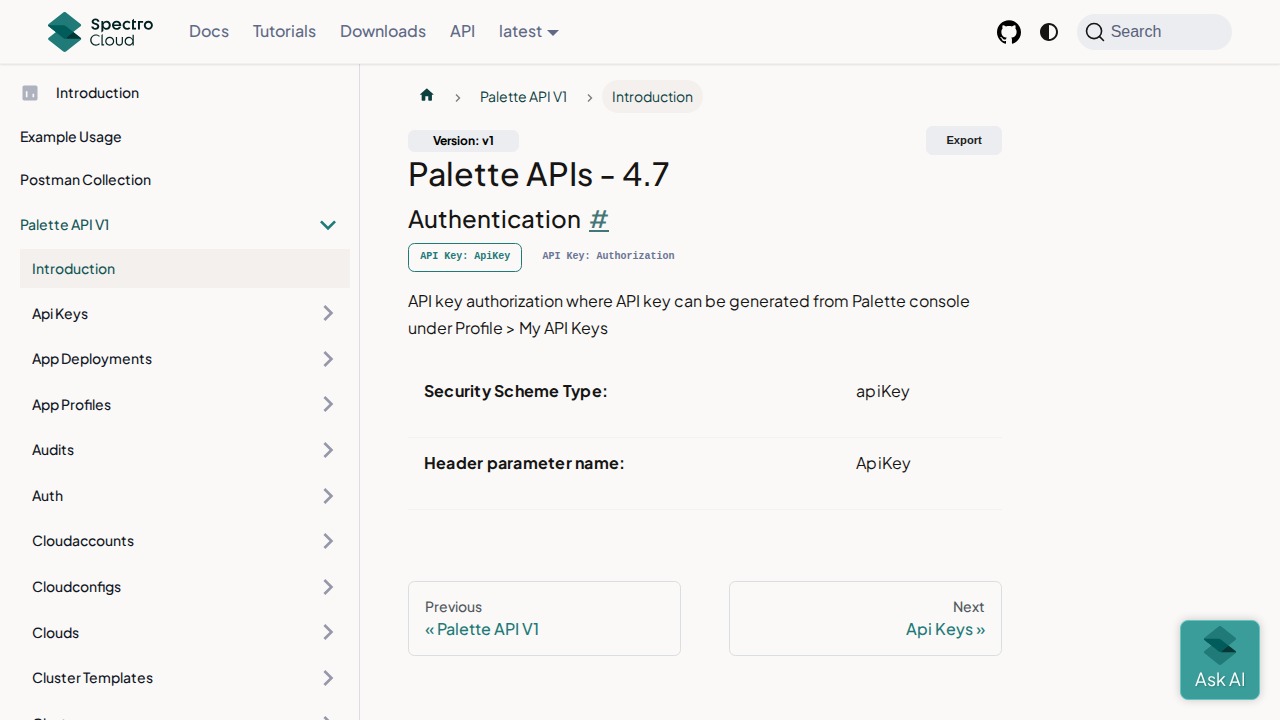 Spectro Cloud
Docs
Tutorials
Downloads
API
latest
Search
Introduction
Example Usage
Postman Collection
Palette API V1
Introduction
Api Keys
App Deployments
App Profiles
Audits
Auth
Cloudaccounts
Cloudconfigs
Clouds
Cluster Templates
Palette API V1
Introduction
Version: v1
Export
Palette APIs - 4.7
Authentication #
API Key: ApiKey
API Key: Authorization
API key authorization where API key can be generated from Palette console
under Profile > My API Keys
Security Scheme Type: apiKey
Header parameter name: ApiKey
Previous
« Palette API V1
Next
Api Keys »
Ask AI